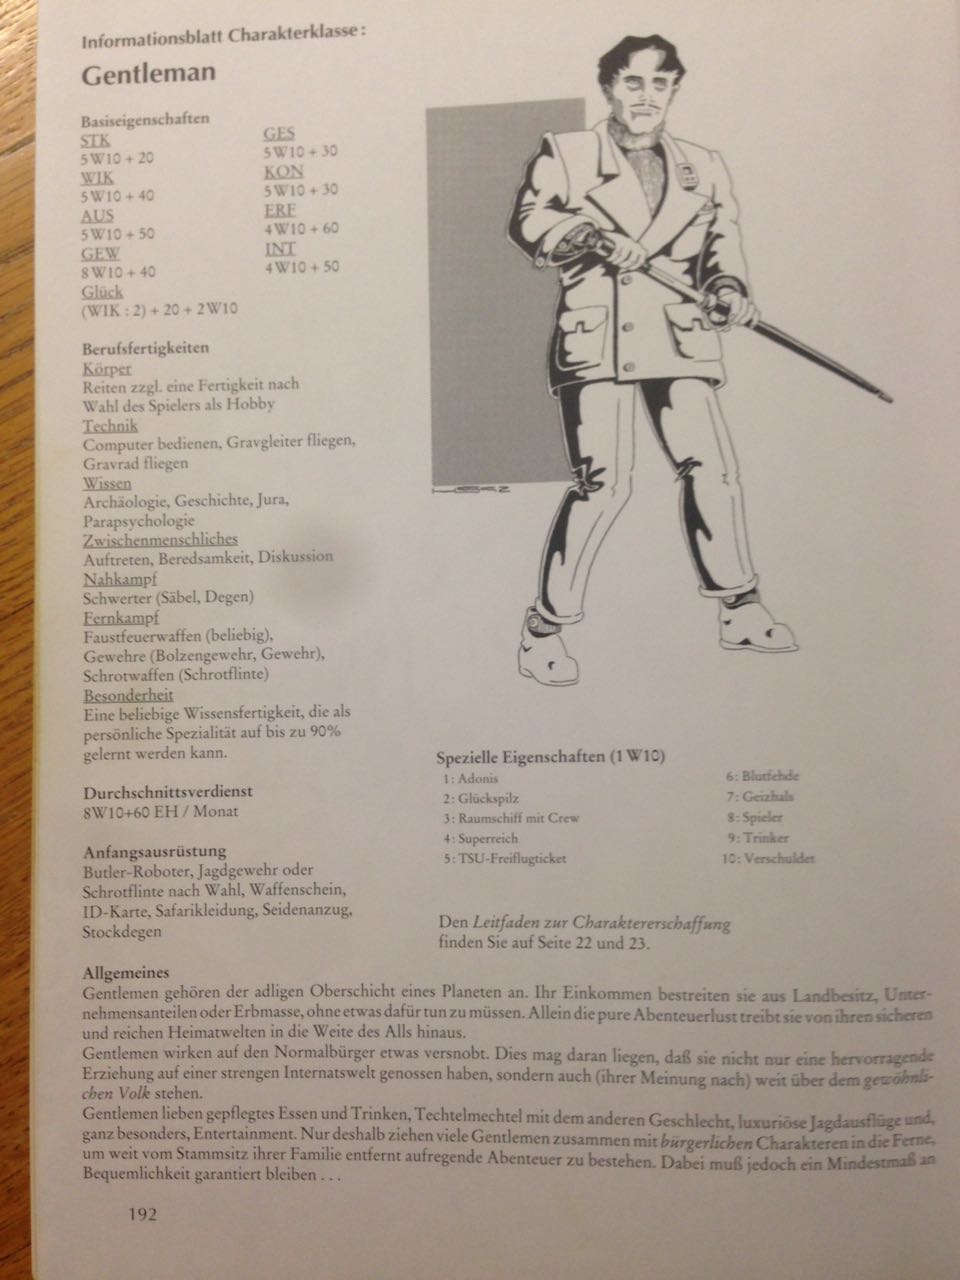 Informationsblatt Charakterklasse:
Gentleman
Basiseigenschaften
STK
5W10 + 20
WIK
5W10 + 40
AUS
5W10 + 50
GEW
8W10 + 40
Glück
(WIK : 2) + 20 + 2W10
GES
5W10 + 30
KON
5W10 + 30
ERF
4W10 + 60
INT
4W10 + 50
Berufsfertigkeiten
Körper
Reiten zzgl. eine Fertigkeit nach
Wahl des Spielers als Hobby
Technik
Computer bedienen, Gravgleiter fliegen,
Gravrad fliegen
Wissen
Archäologie, Geschichte, Jura,
Parapsychologie
Zwischenmenschliches
Auftreten, Beredsamkeit, Diskussion
Nahkampf
Schwerter (Säbel, Degen)
Fernkampf
Faustfeuerwaffen (beliebig),
Gewehre (Bolzengewehr, Gewehr),
Schrotwaffen (Schrotflinte)
Besonderheit
Eine beliebige Wissensfertigkeit, die als
persönliche Spezialität auf bis zu 90%
gelernt werden kann.
Durchschnittsverdienst
8W10+60 EH / Monat
Anfangsausrüstung
Butler-Roboter, Jagdgewehr oder
Schrotflinte nach Wahl, Waffenschein,
ID-Karte, Safarikleidung, Seidenanzug,
Stockdegen
Spezielle Eigenschaften (1W10)
1: Adonis
2: Glückspilz
3: Raumschiff mit Crew
4: Superreich
5: TSU-Freiflugticket
6: Blutfehde
7: Geizhals
8: Spieler
9: Trinker
10: Verschuldet
Den Leitfaden zur Charaktererschaffung
finden Sie auf Seite 22 und 23.
Allgemeines
Gentlemen gehören der adligen Oberschicht eines Planeten an. Ihr Einkommen bestreiten sie aus Landbesitz, Unter-
nehmensanteilen oder Erbmasse, ohne etwas dafür tun zu müssen. Allein die pure Abenteuerlust treibt sie von ihren sicheren
und reichen Heimatwelten in die Weite des Alls hinaus.
Gentlemen wirken auf den Normalbürger etwas versnobt. Dies mag daran liegen, daß sie nicht nur eine hervorragende
Erziehung auf einer strengen Internatswelt genossen haben, sondern auch (ihrer Meinung nach) weit über dem gewöhnli-
chen Volk stehen.
Gentlemen lieben gepflegtes Essen und Trinken, Techtelmechtel mit dem anderen Geschlecht, luxuriöse Jagdausflüge und,
ganz besonders, Entertainment. Nur deshalb ziehen viele Gentlemen zusammen mit bürgerlichen Charakteren in die Ferne,
um weit vom Stammsitz ihrer Familie entfernt aufregende Abenteuer zu bestehen. Dabei muß jedoch ein Mindestmaß an
Bequemlichkeit garantiert bleiben . . .
192